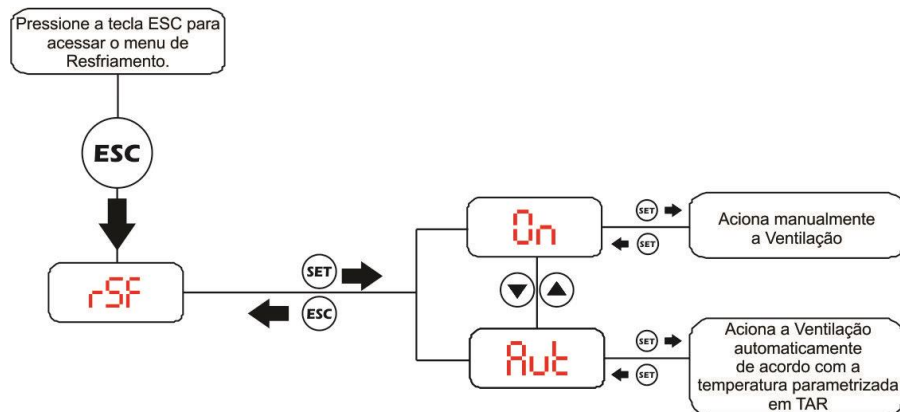 Pressione a tecla ESC para
acessar o menu de
Resfriamento.
ESC
rSF
SET
ESC
On
SET
SET
Aciona manualmente
a Ventilação
Aut
SET
SET
Aciona a Ventilação
automaticamente
de acordo com a
temperatura parametrizada
em TAR